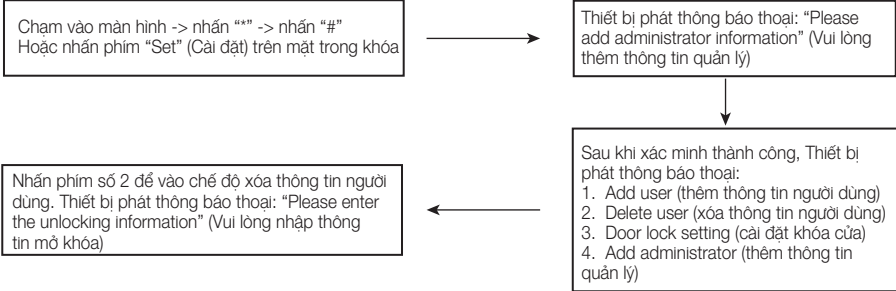 Chạm vào màn hình -> nhấn “*” -> nhấn “#”
Hoặc nhấn phím “Set” (Cài đặt) trên mặt trong khóa
Thiết bị phát thông báo thoại: “Please
add administrator information” (Vui lòng
thêm thông tin quản lý)
Sau khi xác minh thành công, Thiết bị
phát thông báo thoại:
1. Add user (thêm thông tin người dùng)
2. Delete user (xóa thông tin người dùng)
3. Door lock setting (cài đặt khóa cửa)
4. Add administrator (thêm thông tin
quản lý)
Nhấn phím số 2 để vào chế độ xóa thông tin người
dùng. Thiết bị phát thông báo thoại: “Please enter
the unlocking information” (Vui lòng nhập thông
tin mở khóa)